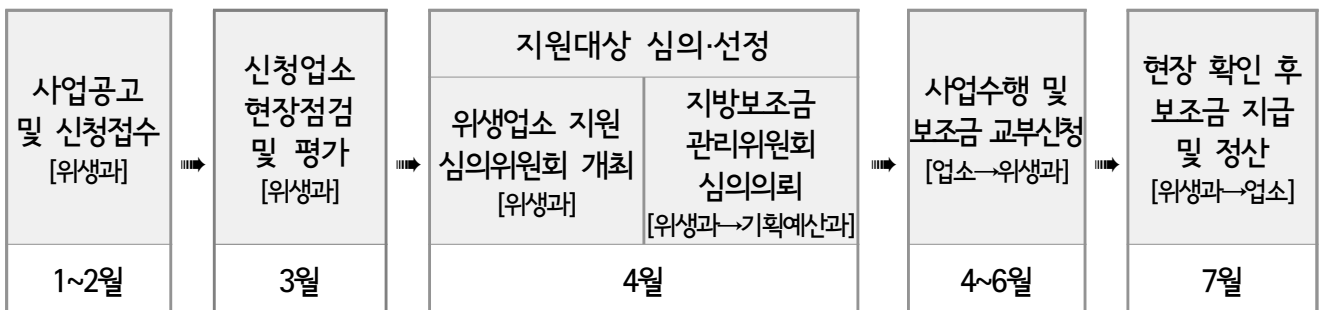 사업공고
및 신청접수
[위생과]
1~2월
신청업소
현장점검
및 평가
[위생과]
3월
지원대상 심의·선정
위생업소 지원
심의위원회 개최
[위생과]
지방보조금
관리위원회
심의의뢰
[위생과→기획예산과]
4월
사업수행 및
보조금 교부신청
[업소→위생과]
4~6월
현장 확인 후
보조금 지급
및 정산
[위생과→업소]
7월